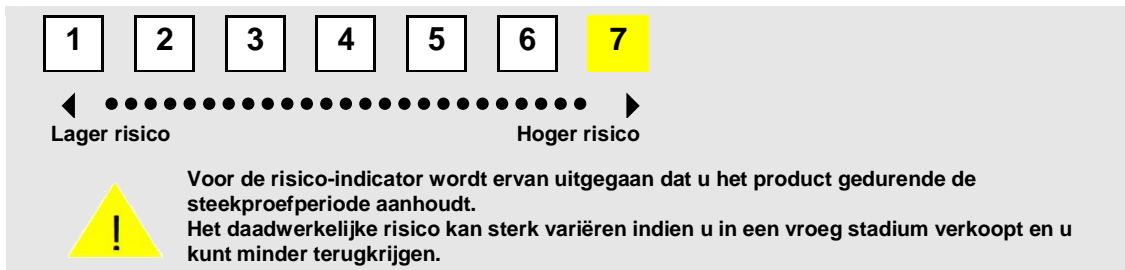 1 2 3 4 5 6 7
Lager risico Hoger risico
Voor de risico-indicator wordt ervan uitgegaan dat u het product gedurende de
steekproefperiode aanhoudt.
!
Het daadwerkelijke risico kan sterk variëren indien u in een vroeg stadium verkoopt en u
kunt minder terugkrijgen.